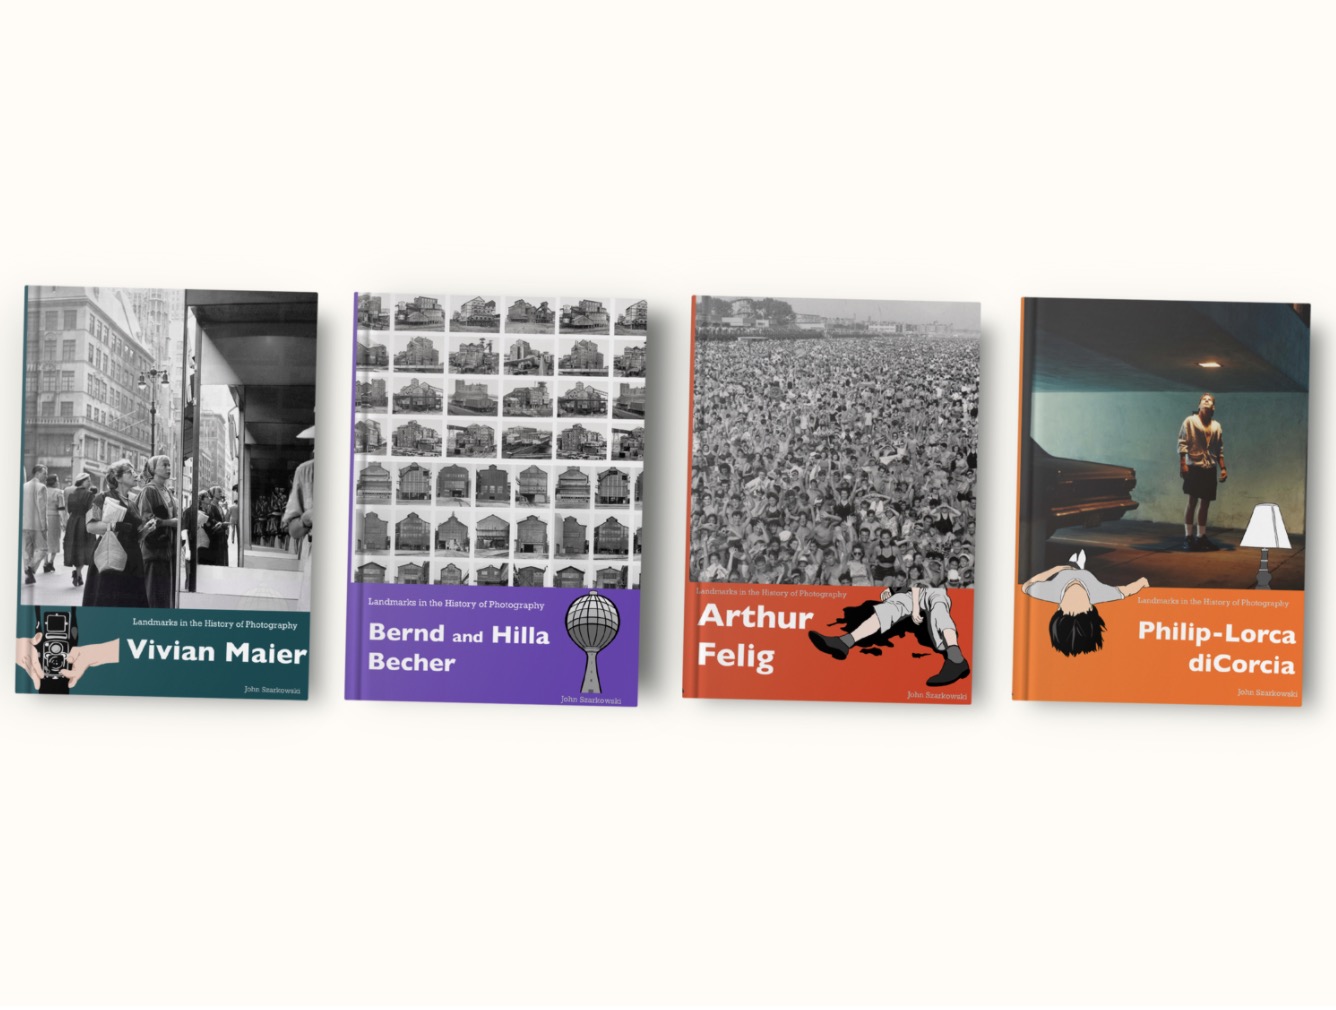 Landmarks in the History of Photography
Vivian Maier
John Szarkowski
Landmarks in the History of Photography
Bernd and Hilla
Becher
John Szarkowski
Landmarks in the History of Photography
Arthur
Felig
John Szarkowski
Landmarks in the History of Photography
Philip-Lorca
diCorcia
John Szarkowski